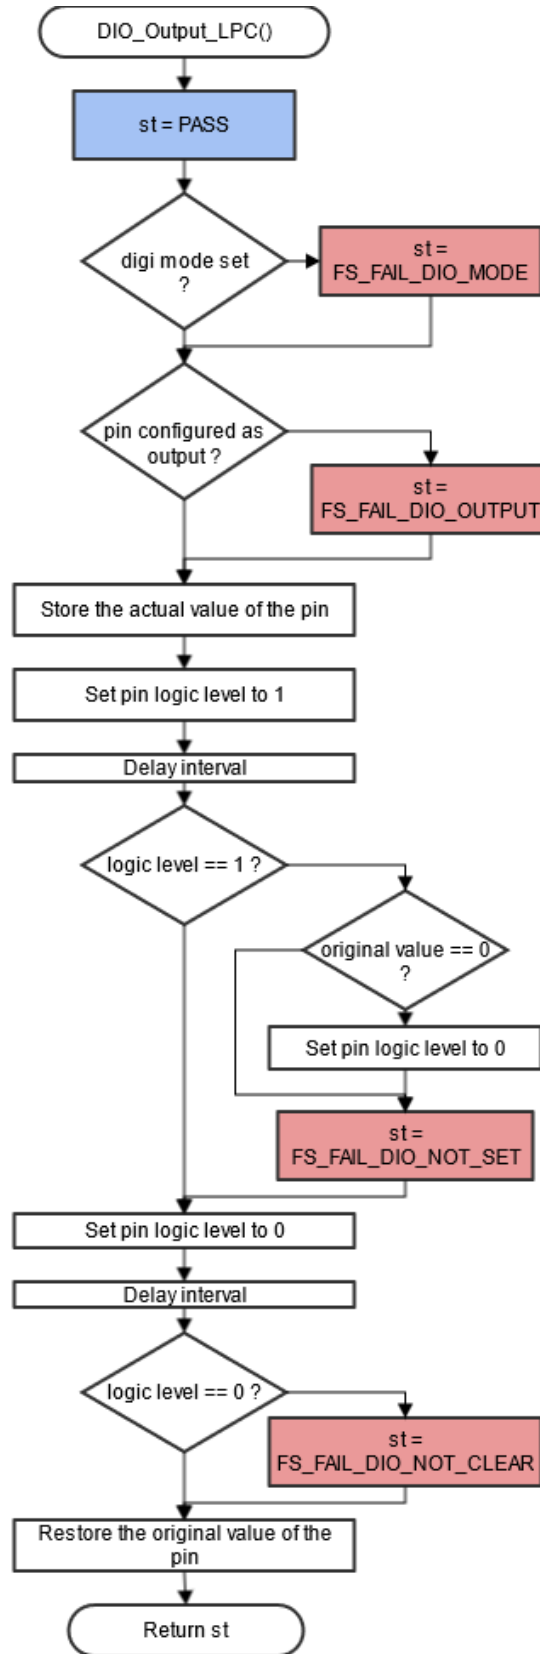 DIO_Output_LPC()
st = PASS
digi mode set
?
st =
FS_FAIL_DIO_MODE
pin configured as
output ?
st =
FS_FAIL_DIO_OUTPUT
Store the actual value of the pin
Set pin logic level to 1
Delay interval
logic level == 1 ?
original value == 0
?
Set pin logic level to 0
st =
FS_FAIL_DIO_NOT_SET
Set pin logic level to 0
Delay interval
logic level == 0 ?
st =
FS_FAIL_DIO_NOT_CLEAR
Restore the original value of the
pin
Return st